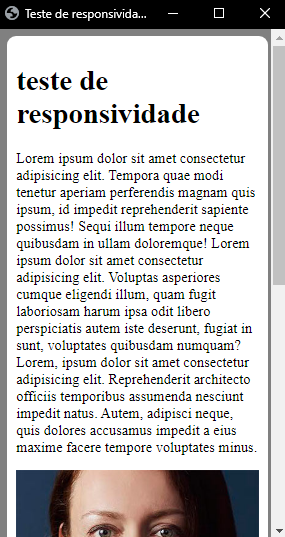 Teste de responsivida...
teste de
responsividade
Lorem ipsum dolor sit amet consectetur
adipisicing elit. Tempora quae modi
tenetur aperiam perferendis magnam quis
ipsum, id impedit reprehenderit sapiente
possimus! Sequi illum tempore neque
quibusdam in ullam doloremque! Lorem
ipsum dolor sit amet consectetur
adipisicing elit. Voluptas asperiores
cumque eligendi illum, quam fugit
laboriosam harum ipsa odit libero
perspiciatis autem iste deserunt, fugiat in
sunt, voluptates quibusdam numquam?
Lorem, ipsum dolor sit amet consectetur
adipisicing elit. Reprehenderit architecto
officiis temporibus assumenda nesciunt
impedit natus. Autem, adipisci neque,
quis dolores accusamus impedit a eius
maxime facere tempore voluptates minus.